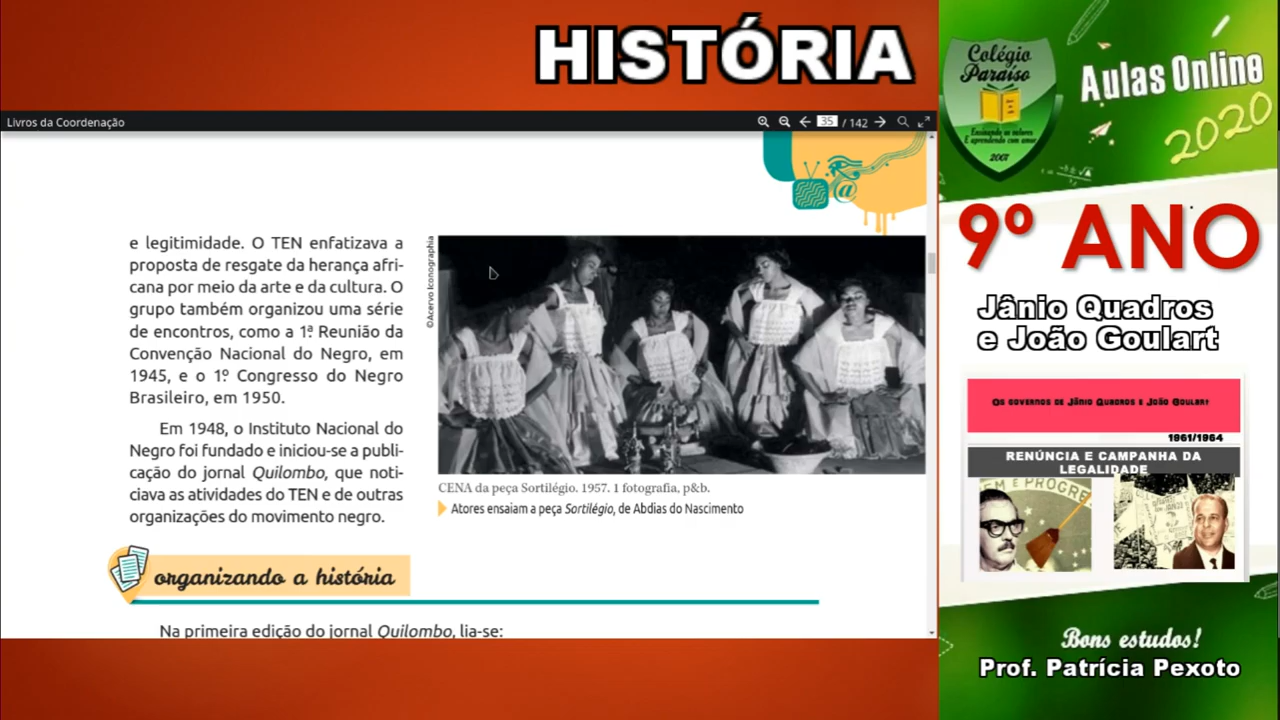 HISTÓRIA
Livros da Coordenação
35 / 142
e legitimidade. O TEN enfatizava a
proposta de resgate da herança afri-
cana por meio da arte e da cultura. O
grupo também organizou uma série
de encontros, como a 1ª Reunião da
Convenção Nacional do Negro, em
1945, e o 1º Congresso do Negro
Brasileiro, em 1950.
Em 1948, o Instituto Nacional do
Negro foi fundado e iniciou-se a publi-
cação do jornal Quilombo, que noti-
ciava as atividades do TEN e de outras
organizações do movimento negro.
©Acervo Iconographia
@
CENA da peça Sortilégio. 1957. 1 fotografia, p&b.
Atores ensaiam a peça Sortilégio, de Abdias do Nascimento
organizando a história
Na primeira edição do jornal Quilombo, lia-se:
Colégio
Paraíso
Ensinando os valores
E aprendendo com amor
2007
Aulas Online
2020
9º ANO
Jânio Quadros
e João Goulart
Os governos de Jânio Quadros e João Goulart
1961/1964
RENÚNCIA E CAMPANHA DA
LEGALIDADE
EM E PROGRE
Bons estudos!
Prof. Patrícia Pexoto